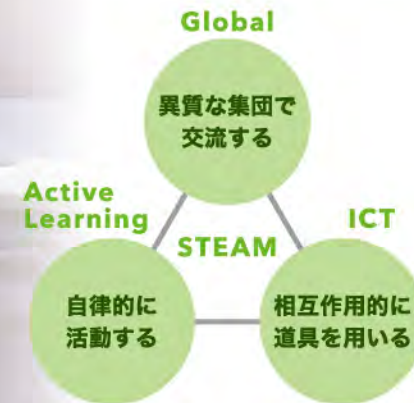 Global
異質な集団で
交流する
Active
Learning
STEAM
ICT
自律的に
活動する
相互作用的に
道具を用いる